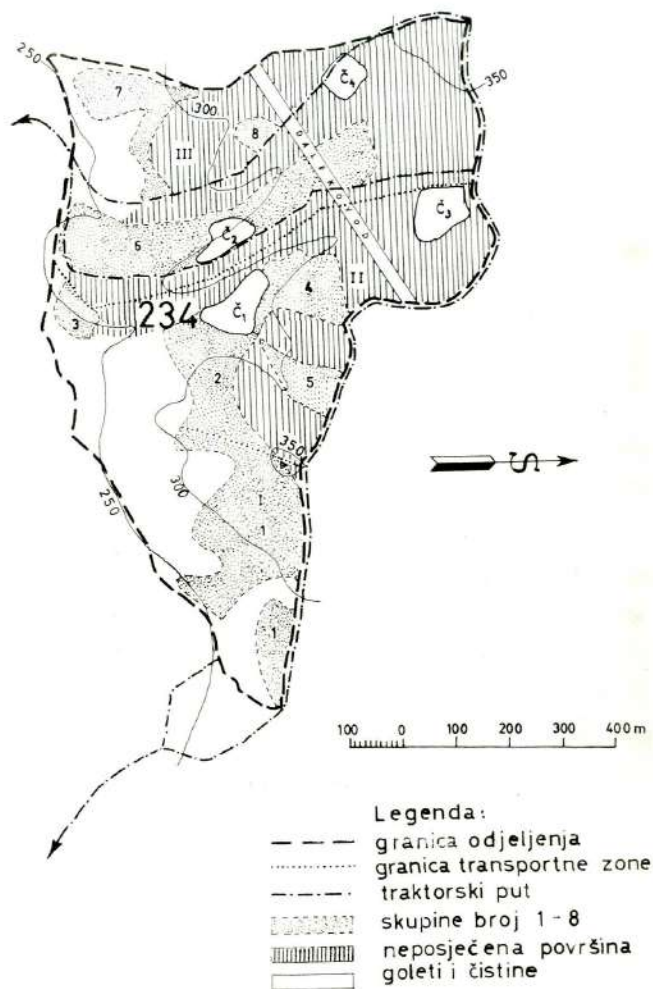 250
7
300
Č4
350
8
III
DALEKOVOD
6
Č2
Č3
II
234
Č1
4
3
2
5
350
S
I
300
1
250
1
100 0 100 200 300 400 m
Legenda:
granica odjeljenja
granica transportne zone
traktorski put
skupine broj 1-8
neposječena površina
goleti i čistine